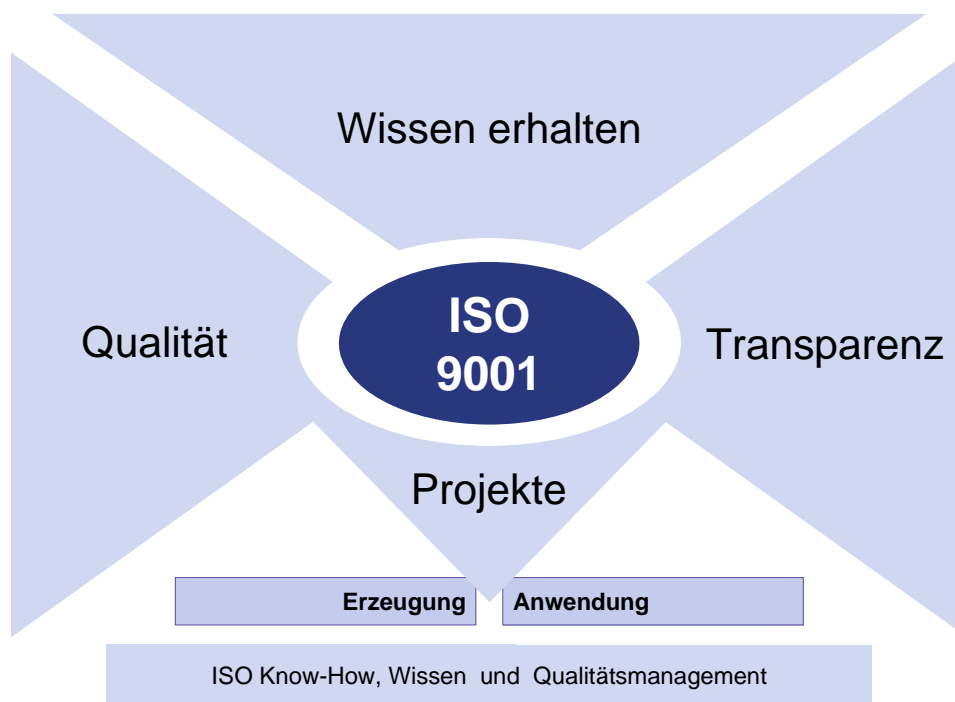 Wissen erhalten
ISO
9001
Qualität
Transparenz
Projekte
Erzeugung
Anwendung
ISO Know-How, Wissen und Qualitätsmanagement